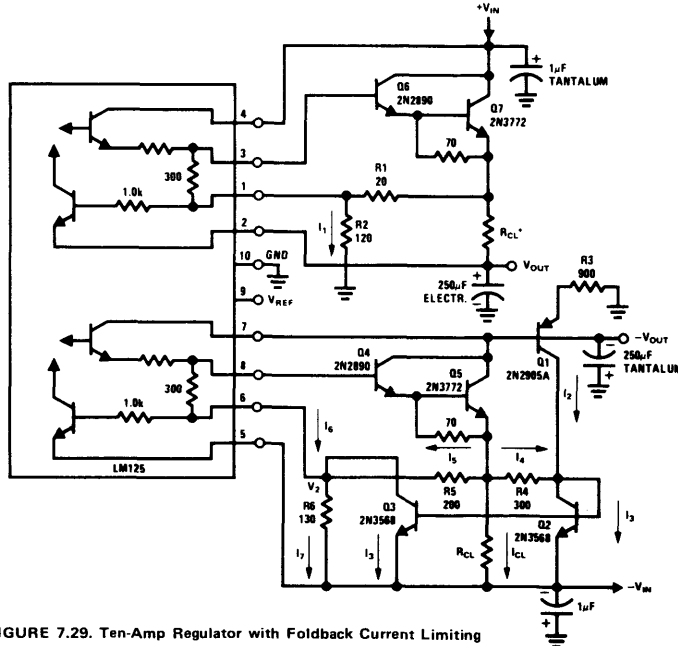 +VIN
1μF
TANTALUM
Q6
2N2890
Q7
2N3772
70
4
3
300
1.0k
1
2
R1
20
I1
R2
120
RCL+
10 GND
9 VREF
VOUT
250μF
ELECTR.
R3
900
7
-VOUT
250μF
TANTALUM
Q1
2N2905A
8
Q4
2N2890
Q5
2N3772
300
70
I2
1.0k
6
5
LM125
I6
I5
I4
V2
R5
200
R4
300
R6
130
Q3
2N3568
Q2
2N3568
I3
I7
I3
RCL
ICL
-VIN
1μF
IGURE 7.29. Ten-Amp Regulator with Foldback Current Limiting